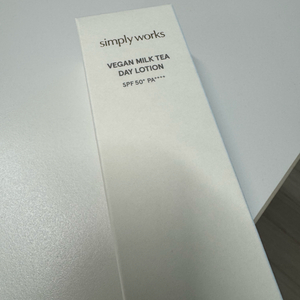 simply works
VEGAN MILK TEA
DAY LOTION
SPF 50⁺ PA⁺⁺⁺⁺